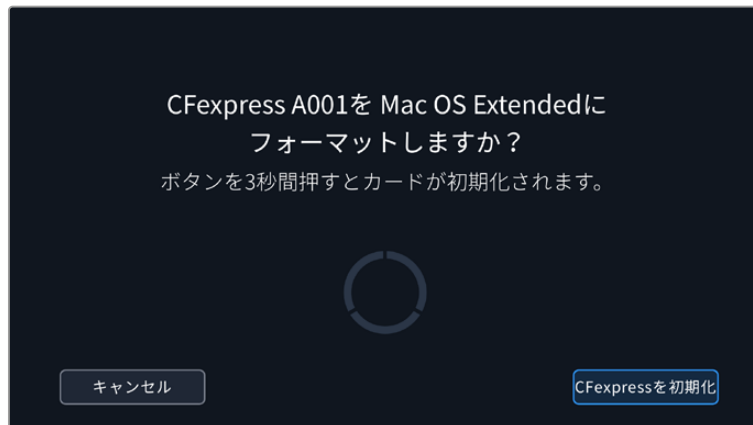 CFexpress A001を Mac OS Extendedに
フォーマットしますか？
ボタンを3秒間押すとカードが初期化されます。
キャンセル
CFexpressを初期化